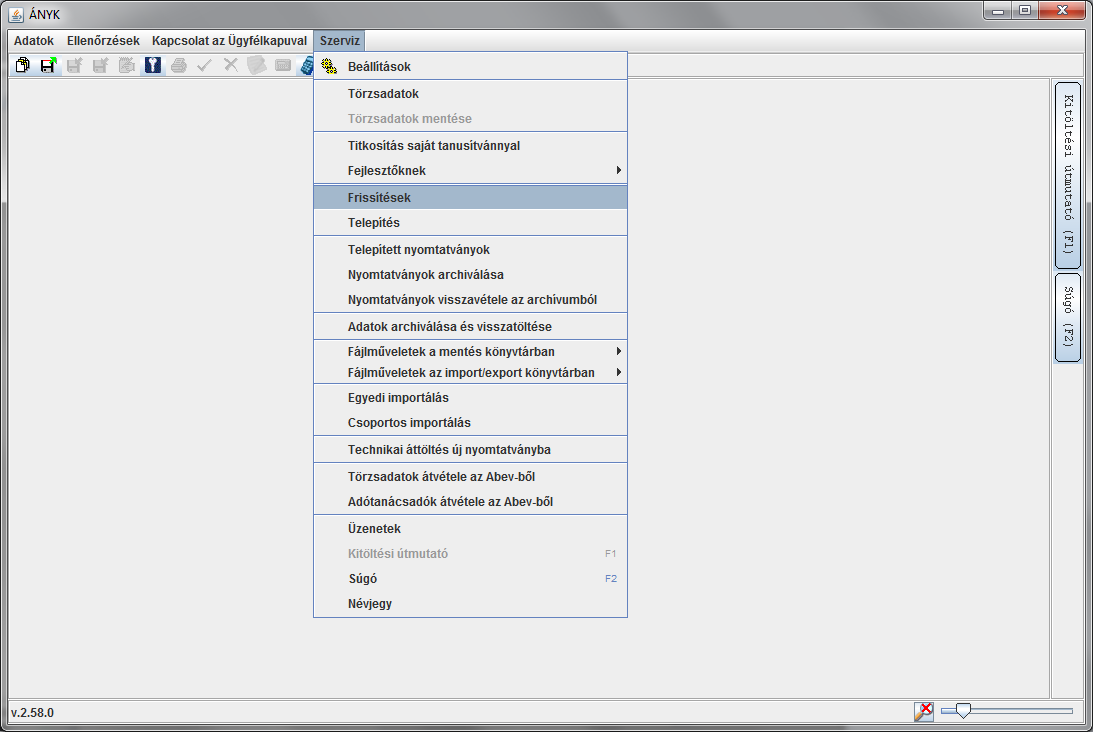 ÁNYK
Adatok Ellenőrzések Kapcsolat az Ügyfélkapuval Szerviz
Beállítások
Törzsadatok
Törzsadatok mentése
Titkosítás saját tanusítvánnyal
Fejlesztőknek
Frissítések
Telepítés
Telepített nyomtatványok
Nyomtatványok archiválása
Nyomtatványok visszavétele az archívumból
Adatok archiválása és visszatöltése
Fájlműveletek a mentés könyvtárban
Fájlműveletek az import/export könyvtárban
Egyedi importálás
Csoportos importálás
Technikai áttöltés új nyomtatványba
Törzsadatok átvétele az Abev-ből
Adótanácsadók átvétele az Abev-ből
Üzenetek
Kitöltési útmutató F1
Súgó F2
Névjegy
Kitöltési útmutató (F1)
Súgó (F2)
v.2.58.0